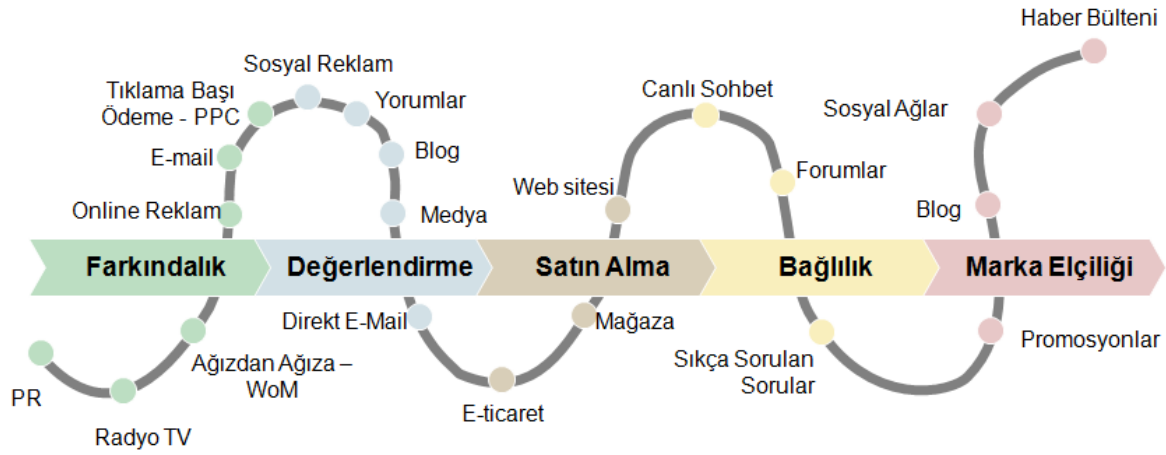 Haber Bülteni
Sosyal Reklam
Tıklama Başı
Ödeme - PPC
Yorumlar
Canlı Sohbet
Sosyal Ağlar
E-mail
Blog
Forumlar
Web sitesi
Online Reklam
Medya
Blog
Farkındalık
Değerlendirme
Satın Alma
Bağlılık
Marka Elçiliği
Direkt E-Mail
Mağaza
Promosyonlar
Ağızdan Ağıza –
WoM
Sıkça Sorulan
Sorular
PR
E-ticaret
Radyo TV